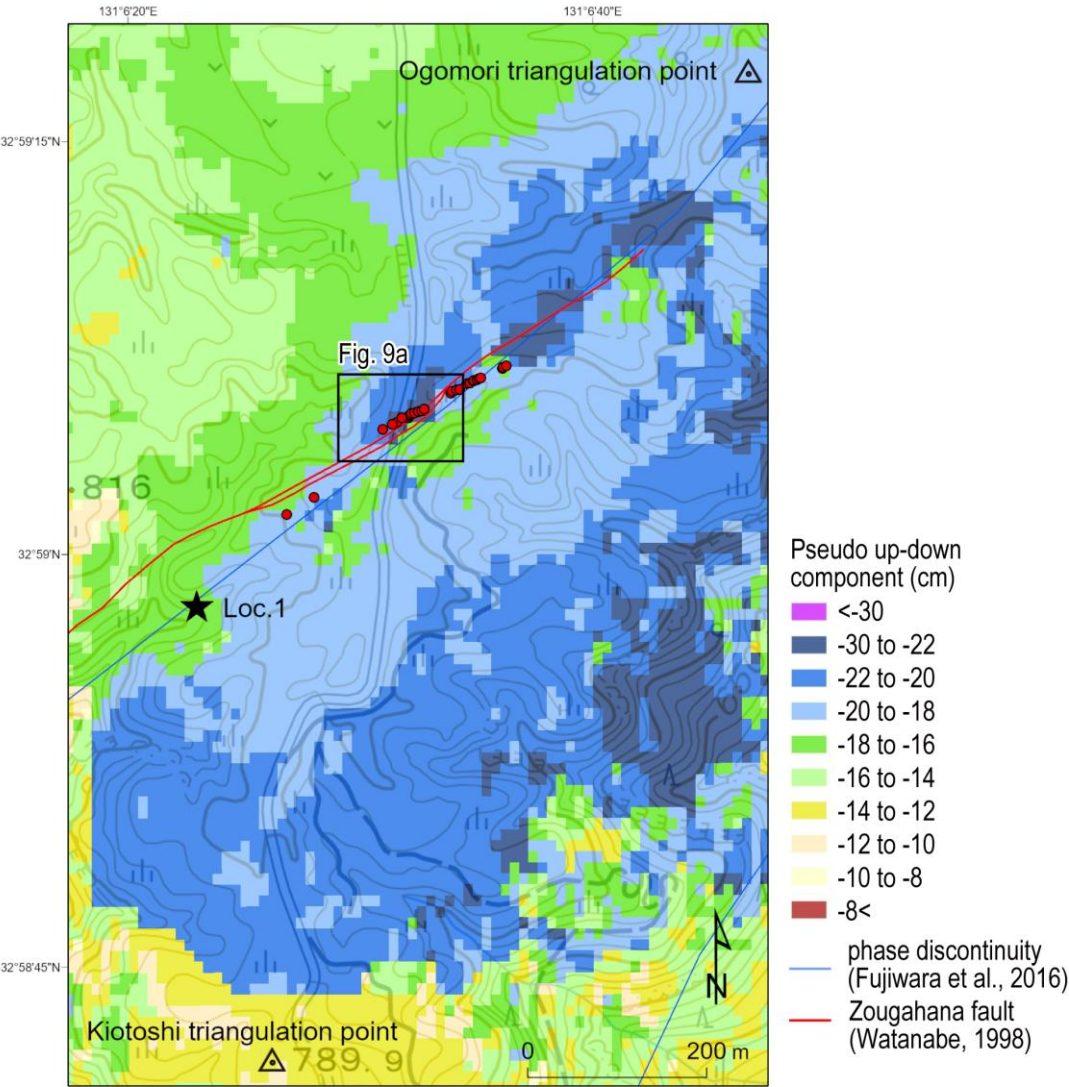 131°6'20"E
131°6'40"E
Ogomori triangulation point
32°59'15"N
Fig. 9a
.816
32°59'N
Loc.1
Pseudo up-down
component (cm)
<-30
-30 to -22
-22 to -20
-20 to -18
-18 to -16
-16 to -14
-14 to -12
-12 to -10
-10 to -8
-8<
phase discontinuity
(Fujiwara et al., 2016)
Zougahana fault
(Watanabe, 1998)
32°58'45"N
N
Kiotoshi triangulation point
789. 9
0
200 m